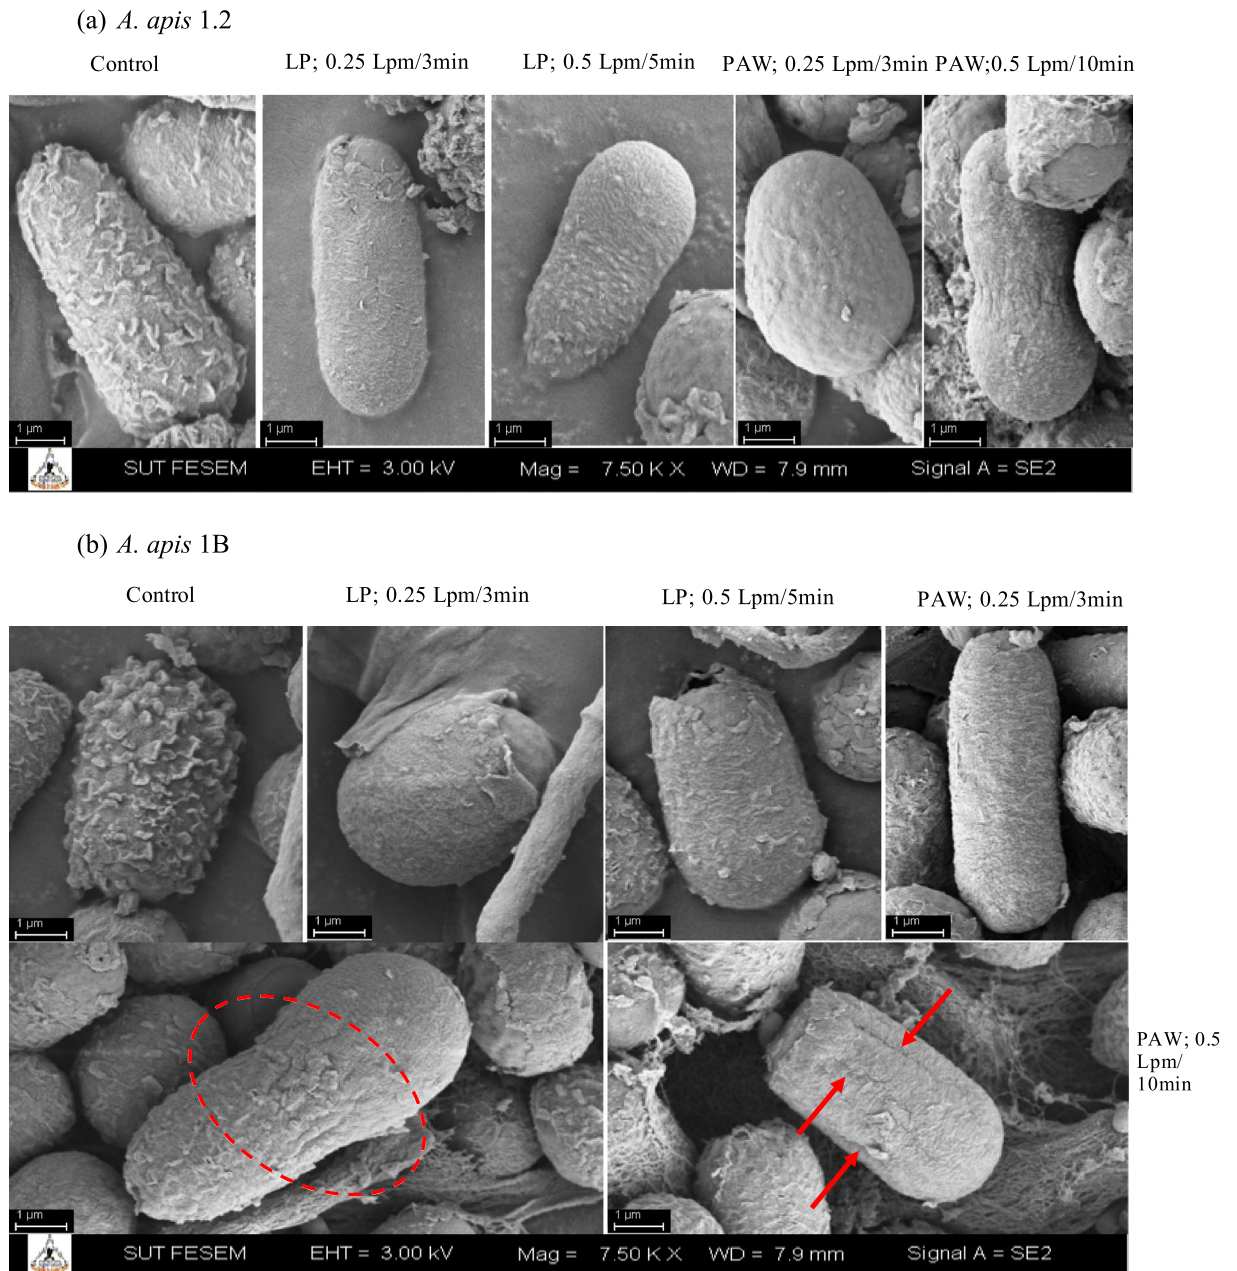 (a) A. apis 1.2
Control
LP; 0.25 Lpm/3min
LP; 0.5 Lpm/5min
PAW; 0.25 Lpm/3min
PAW;0.5 Lpm/10min
1 µm
1 µm
1 µm
1 µm
1 µm
SUT FESEM EHT = 3.00 kV Mag = 7.50 K X WD = 7.9 mm Signal A = SE2
(b) A. apis 1B
Control
LP; 0.25 Lpm/3min
LP; 0.5 Lpm/5min
PAW; 0.25 Lpm/3min
1 µm
1 µm
1 µm
1 µm
PAW; 0.5
Lpm/
10min
1 µm
1 µm
SUT FESEM EHT = 3.00 kV Mag = 7.50 K X WD = 7.9 mm Signal A = SE2